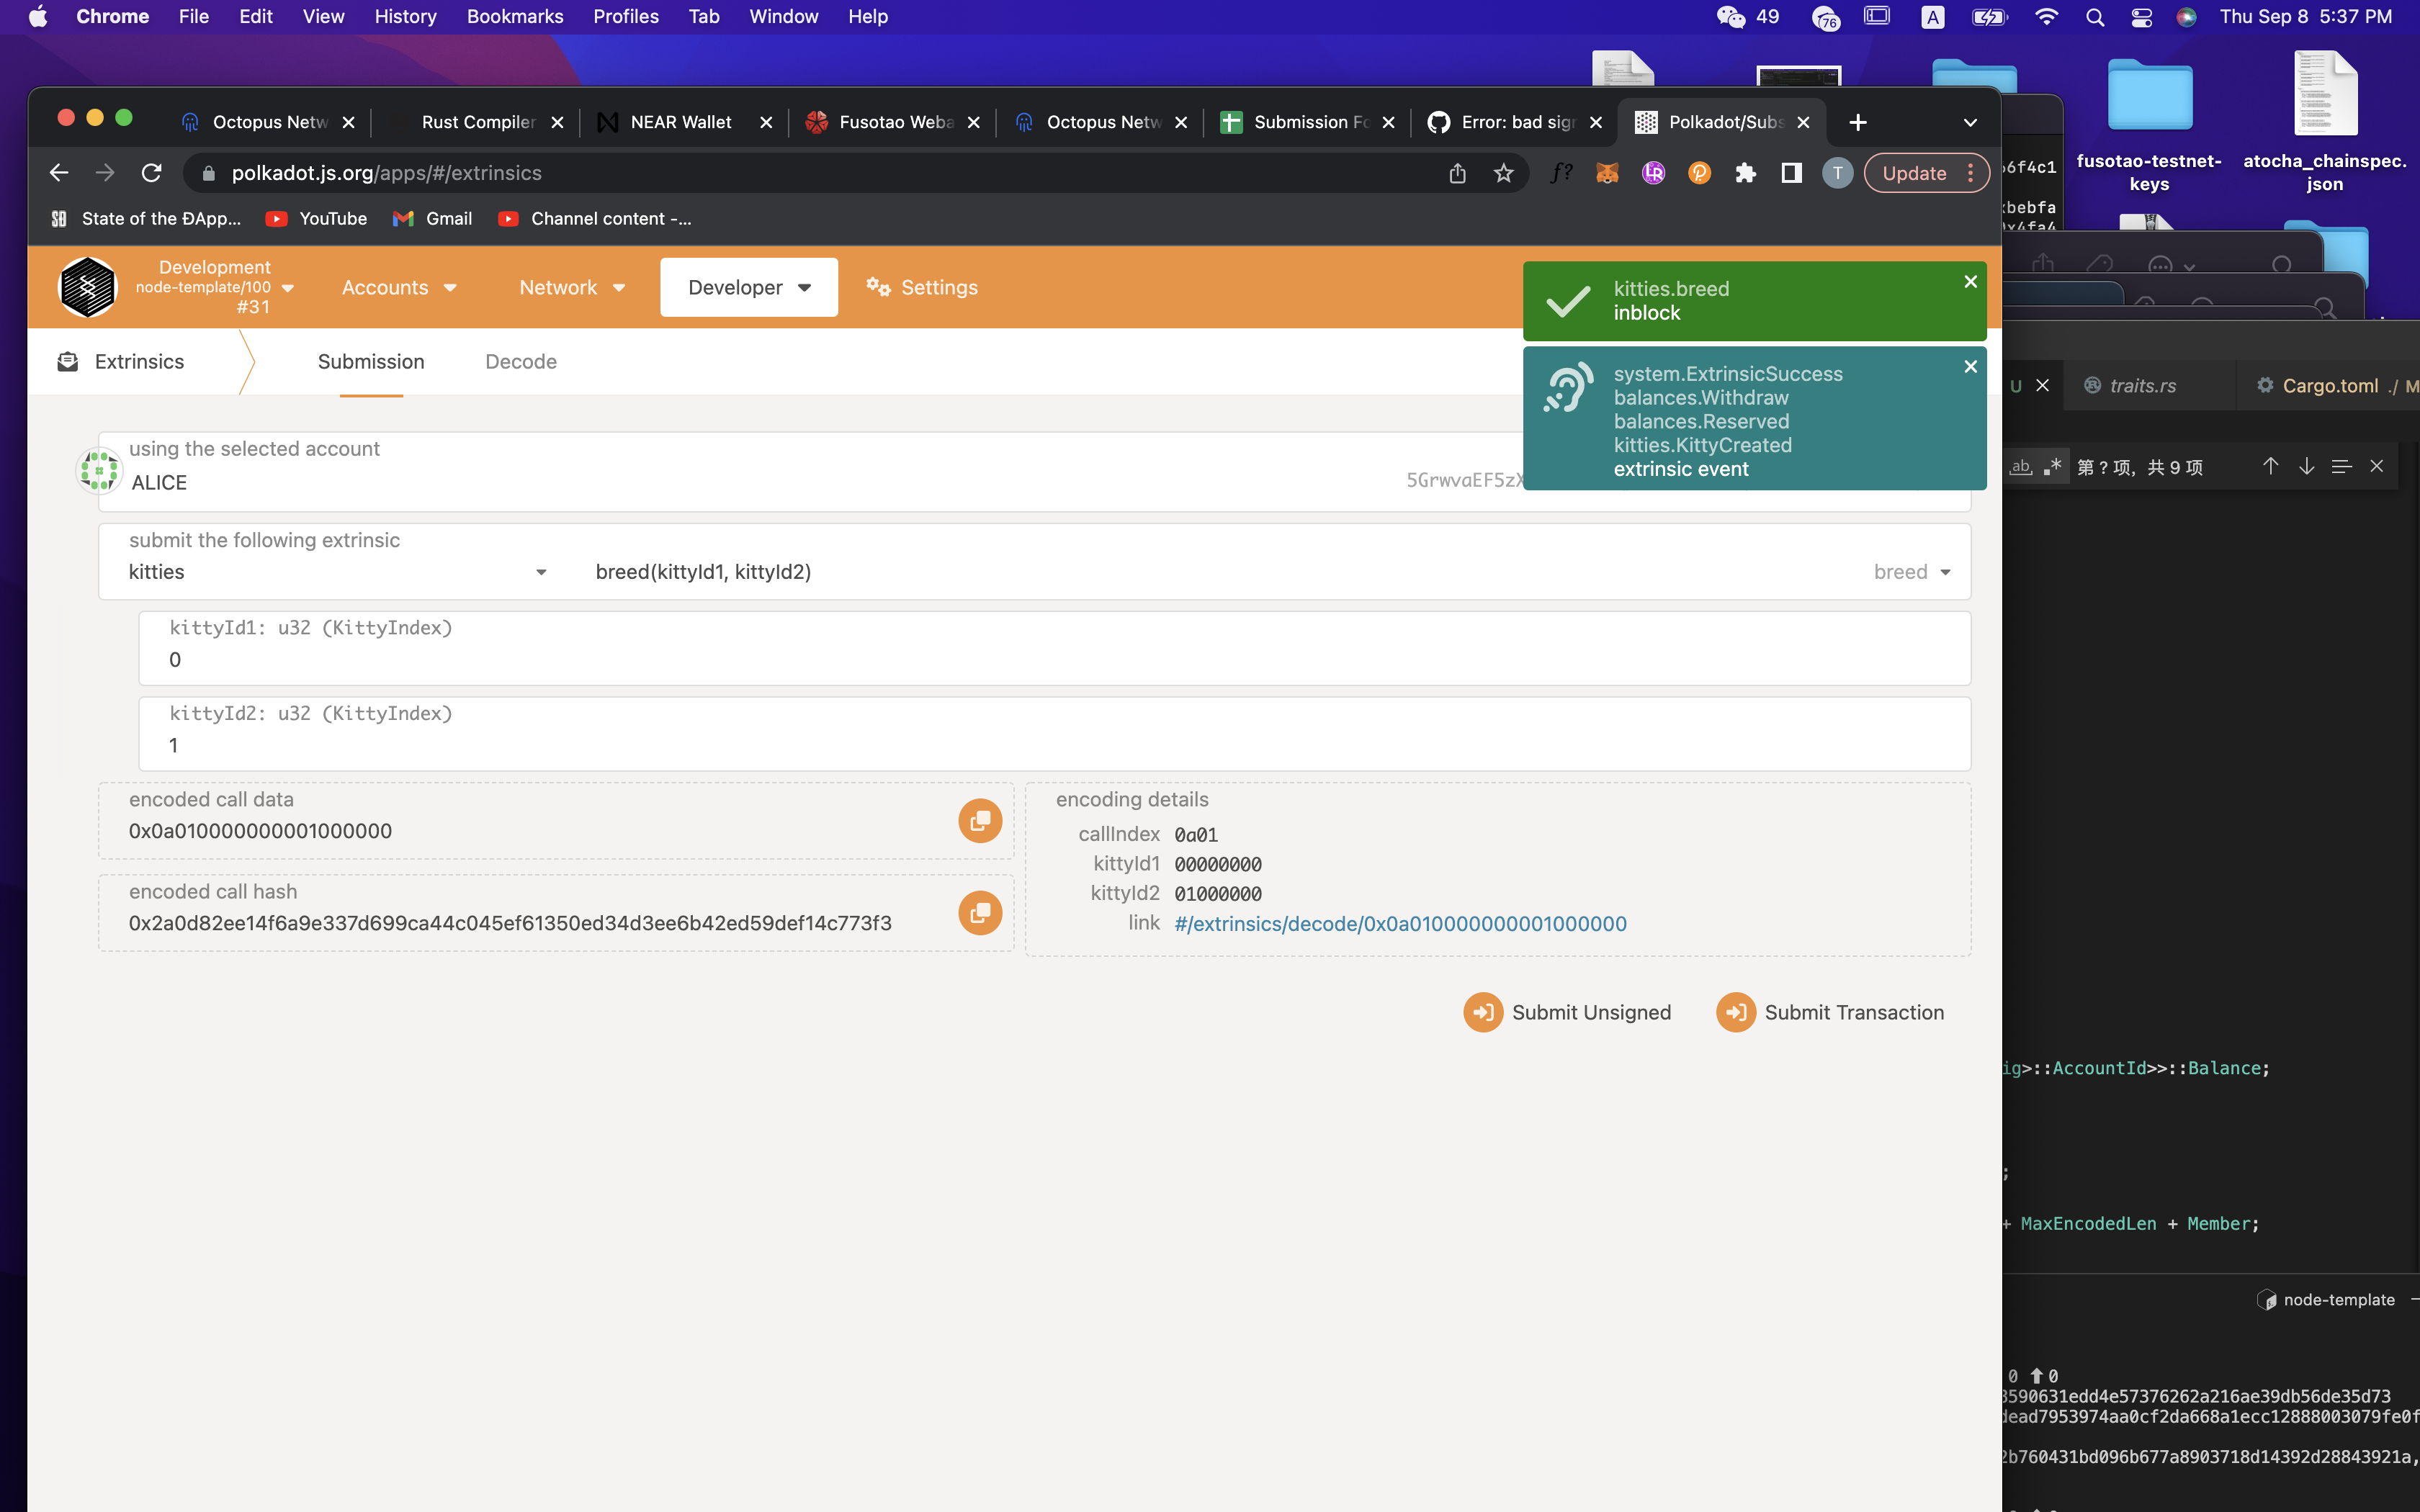 Chrome File Edit View History Bookmarks Profiles Tab Window Help
49 76 A Thu Sep 8 5:37 PM
Octopus Netw
Rust Compiler
NEAR Wallet
Fusotao Weba
Octopus Netw
Submission Fo
Error: bad sig
Polkadot/Subs
polkadot.js.org/apps/#/extrinsics
T
Update
State of the ÐApp...
YouTube
Gmail
Channel content -...
fusotao-testnet-
keys
atocha_chainspec.
json
Development
node-template/100
#31
Accounts
Network
Developer
Settings
kitties.breed
inblock
system.ExtrinsicSuccess
balances.Withdraw
balances.Reserved
kitties.KittyCreated
extrinsic event
Extrinsics
Submission
Decode
using the selected account
ALICE
5GrwvaEF5zX
submit the following extrinsic
kitties
breed(kittyId1, kittyId2)
breed
kittyId1: u32 (KittyIndex)
0
kittyId2: u32 (KittyIndex)
1
encoded call data
0x0a010000000001000000
encoded call hash
0x2a0d82ee14f6a9e337d699ca44c045ef61350ed34d3ee6b42ed59def14c773f3
encoding details
callIndex 0a01
kittyId1 00000000
kittyId2 01000000
link #/extrinsics/decode/0x0a010000000001000000
Submit Unsigned
Submit Transaction
U
traits.rs
Cargo.toml ./ M
ab
.*
第 ? 项, 共 9 项
ig>::AccountId>>::Balance;
;
+ MaxEncodedLen + Member;
node-template
0 ⬆ 0
3590631edd4e57376262a216ae39db56de35d73
dead7953974aa0cf2da668a1ecc12888003079fe0f
2b760431bd096b677a8903718d14392d28843921a,